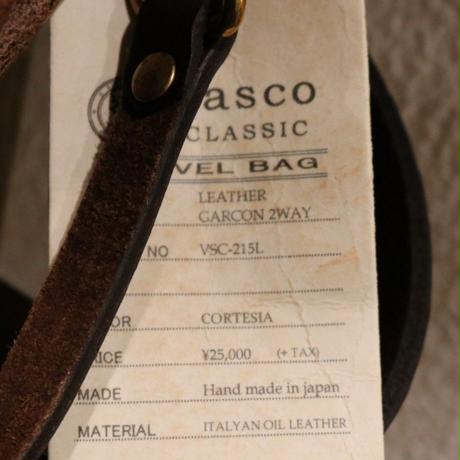 asco
CLASSIC
VEL BAG
LEATHER
GARCON 2WAY
NO VSC-215L
OR CORTESIA
RICE ¥25,000 (+ TAX)
MADE Hand made in japan
MATERIAL ITALYAN OIL LEATHER